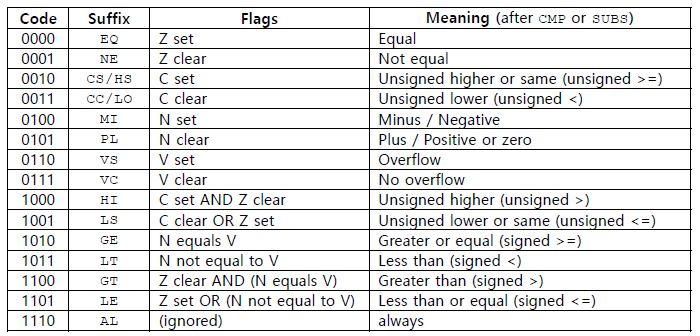 Code Suffix Flags Meaning (after CMP or SUBS)
0000 EQ Z set Equal
0001 NE Z clear Not equal
0010 CS/HS C set Unsigned higher or same (unsigned >=)
0011 CC/LO C clear Unsigned lower (unsigned <)
0100 MI N set Minus / Negative
0101 PL N clear Plus / Positive or zero
0110 VS V set Overflow
0111 VC V clear No overflow
1000 HI C set AND Z clear Unsigned higher (unsigned >)
1001 LS C clear OR Z set Unsigned lower or same (unsigned <=)
1010 GE N equals V Greater or equal (signed >=)
1011 LT N not equal to V Less than (signed <)
1100 GT Z clear AND (N equals V) Greater than (signed >)
1101 LE Z set OR (N not equal to V) Less than or equal (signed <=)
1110 AL (ignored) always